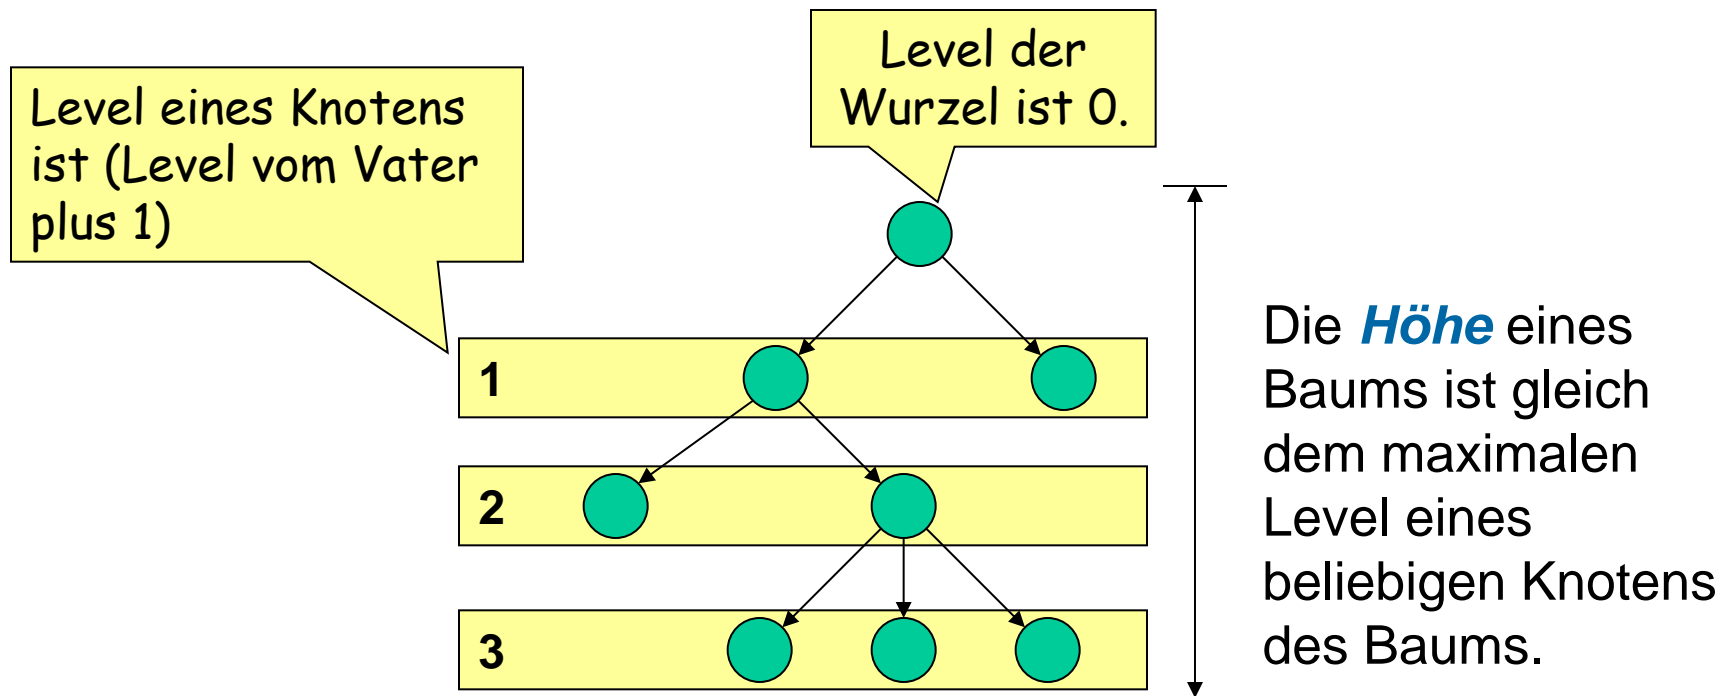 Level der
Wurzel ist 0.
Level eines Knotens
ist (Level vom Vater
plus 1)
1
2
3
Die Höhe eines
Baums ist gleich
dem maximalen
Level eines
beliebigen Knotens
des Baums.